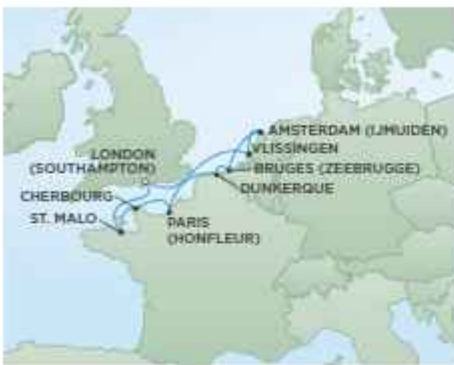 AMSTERDAM (IJMUIDEN)
VLISSINGEN
LONDON
(SOUTHAMPTON)
BRUGES (ZEEBRUGGE)
DUNKERQUE
CHERBOURG
ST. MALO
PARIS
(HONFLEUR)